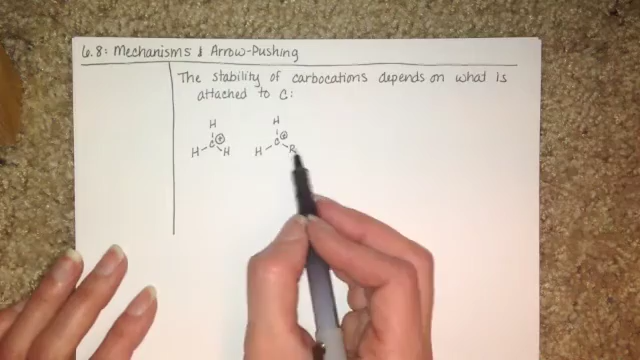 6.8: Mechanisms & Arrow-Pushing
The stability of carbocations depends on what is
attached to C:
H H
C + C +
H H H R